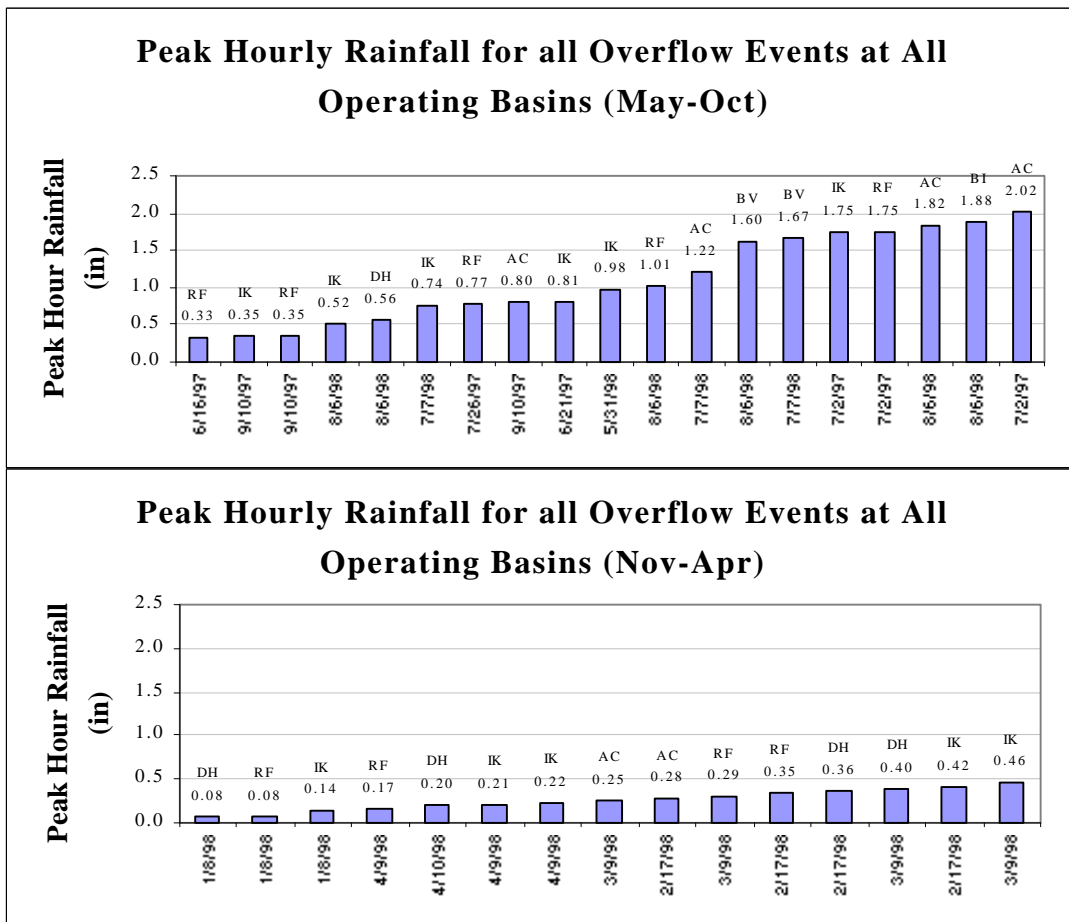 Peak Hourly Rainfall for all Overflow Events at All
Operating Basins (May-Oct)
Peak Hour Rainfall
(in)
2.5
2.0
1.5
1.0
0.5
0.0
RF
0.33
IK
0.35
RF
0.35
IK
0.52
DH
0.56
IK
0.74
RF
0.77
AC
0.80
IK
0.81
IK
0.98
RF
1.01
AC
1.22
BV
1.60
BV
1.67
IK
1.75
RF
1.75
AC
1.82
BI
1.88
AC
2.02
6/16/97
9/10/97
9/10/97
8/6/98
8/6/98
7/7/98
7/26/97
9/10/97
6/21/97
5/31/98
8/6/98
7/7/98
8/6/98
7/7/98
7/2/97
7/2/97
8/6/98
8/6/98
7/2/97
Peak Hourly Rainfall for all Overflow Events at All
Operating Basins (Nov-Apr)
Peak Hour Rainfall
(in)
2.5
2.0
1.5
1.0
0.5
0.0
DH
0.08
RF
0.08
IK
0.14
RF
0.17
DH
0.20
IK
0.21
IK
0.22
AC
0.25
AC
0.28
RF
0.29
RF
0.35
DH
0.36
DH
0.40
IK
0.42
IK
0.46
1/8/98
1/8/98
1/8/98
4/9/98
4/10/98
4/9/98
4/9/98
3/9/98
2/17/98
3/9/98
2/17/98
2/17/98
3/9/98
2/17/98
3/9/98